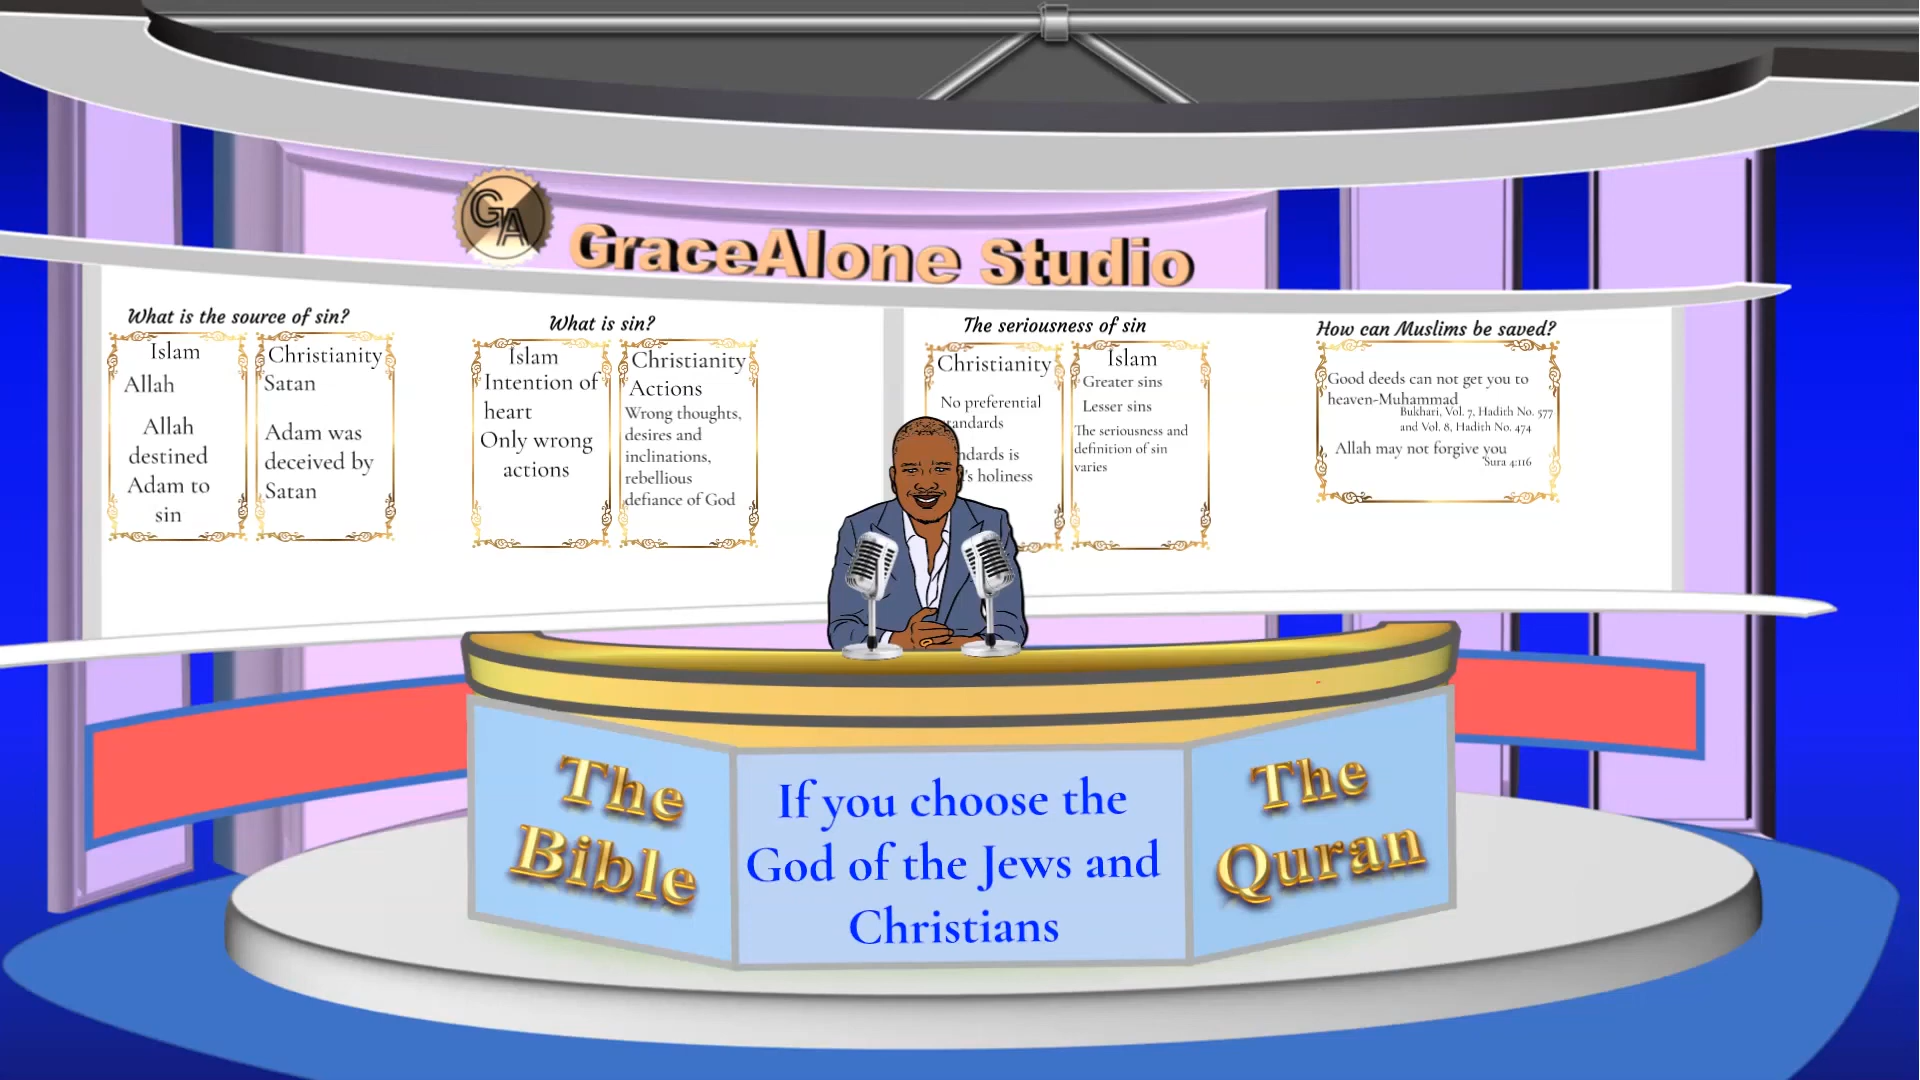 GA
GraceAlone Studio
What is the source of sin?
Islam
Allah
Allah
destined
Adam to
sin
Christianity
Satan
Adam was
deceived by
Satan
What is sin?
Islam
Intention of
heart
Only wrong
actions
Christianity
Actions
Wrong thoughts,
desires and
inclinations,
rebellious
defiance of God
The seriousness of sin
Christianity
No preferential
is
holiness
Islam
Greater sins
Lesser sins
The seriousness and
definition of sin
varies
How can Muslims be saved?
Good deeds can not get you to
heaven-Muhammad
Bukhari, Vol. 7, Hadith No. 577
and Vol. 8, Hadith No. 474
Allah may not forgive you
Sura 4:116
The
Bible
If you choose the
God of the Jews and
Christians
The
Quran